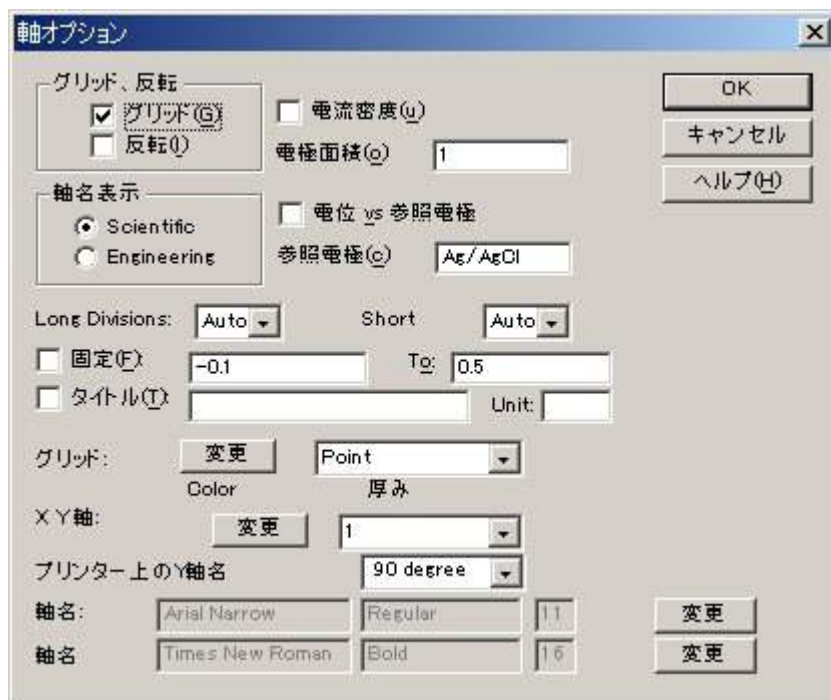 軸オプション
グリッド、反転
グリッド(G)
反転(I)
電流密度(u)
電極面積(o) 1
OK
キャンセル
ヘルプ(H)
軸名表示
Scientific
Engineering
電位 vs 参照電極
参照電極(c) Ag/AgCl
Long Divisions: Auto Short Auto
固定(F): -0.1 To: 0.5
タイトル(T): Unit:
グリッド: 変更 Point
Color 厚み
XY軸: 変更 1
プリンター上のY軸名 90 degree
軸名: Arial Narrow Regular 11 変更
軸名 Times New Roman Bold 16 変更